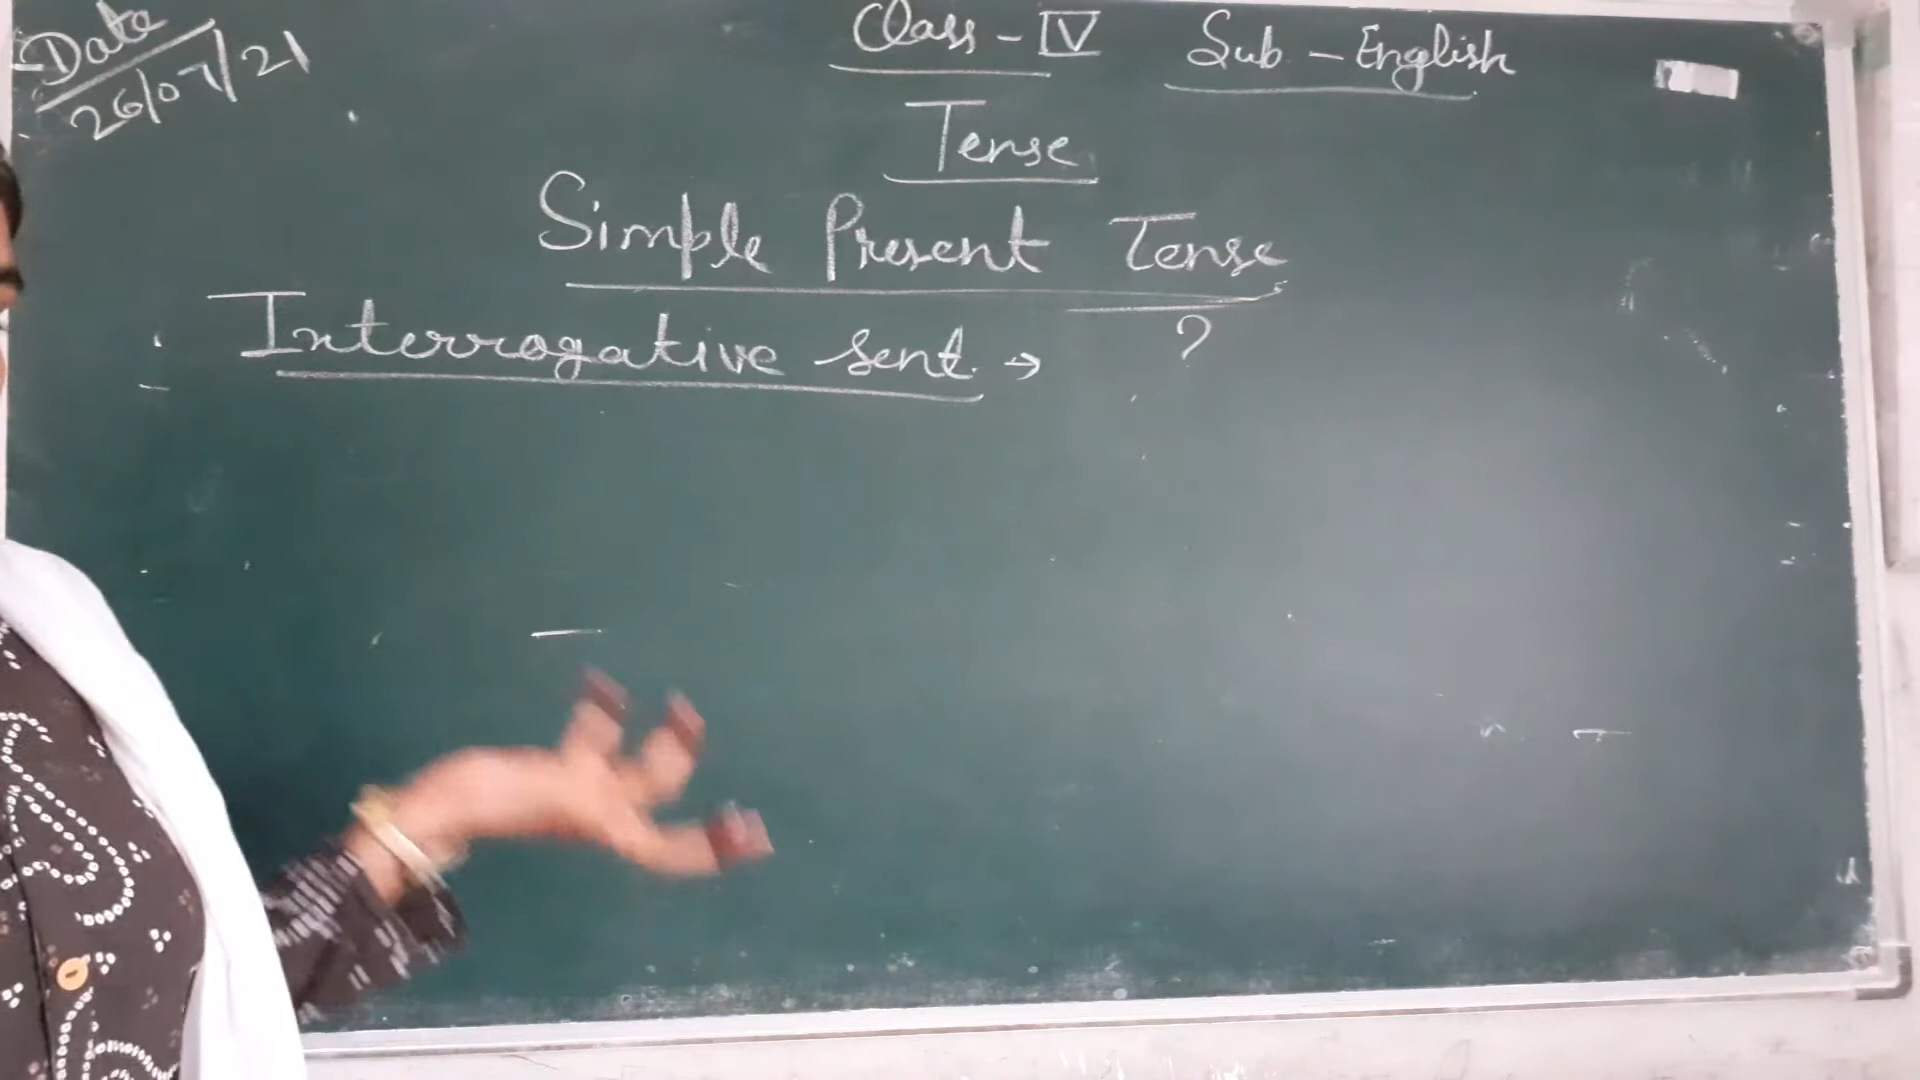 Date
26/07/21
Class - IV Sub - English
Tense
Simple Present Tense
Interrogative sent. → ?